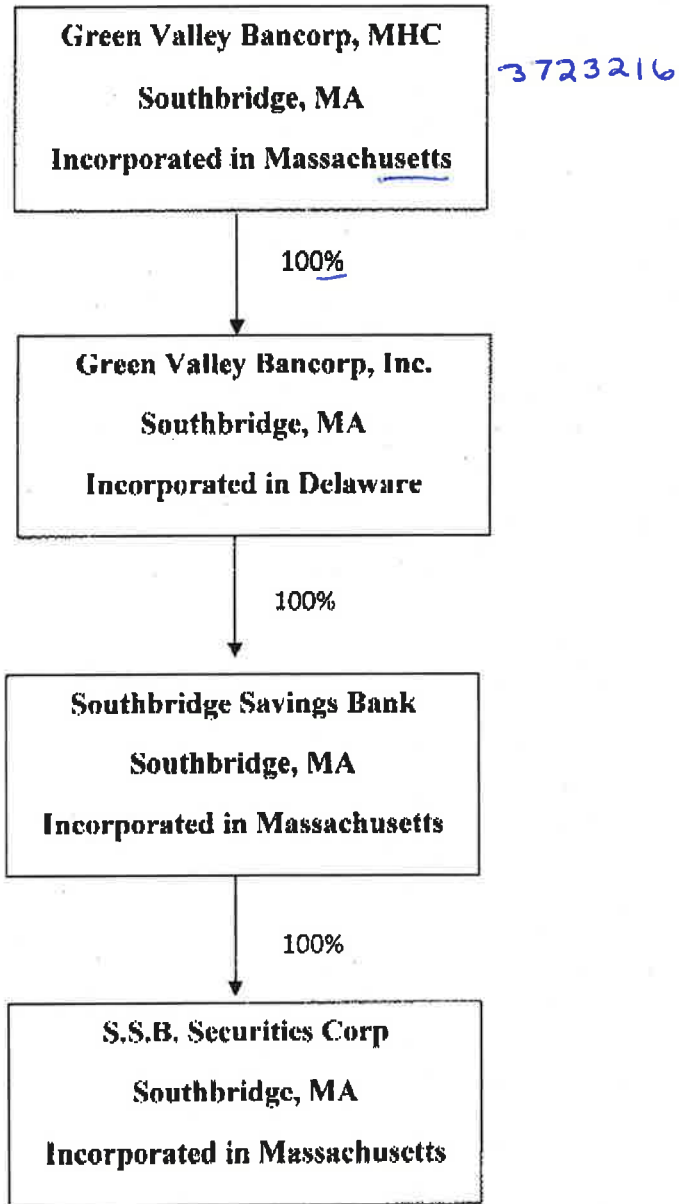 Green Valley Bancorp, MHC
3723216
Southbridge, MA
Incorporated in Massachusetts
100%
Green Valley Bancorp, Inc.
Southbridge, MA
Incorporated in Delaware
100%
Southbridge Savings Bank
Southbridge, MA
Incorporated in Massachusetts
100%
S.S.B. Securities Corp
Southbridge, MA
Incorporated in Massachusetts